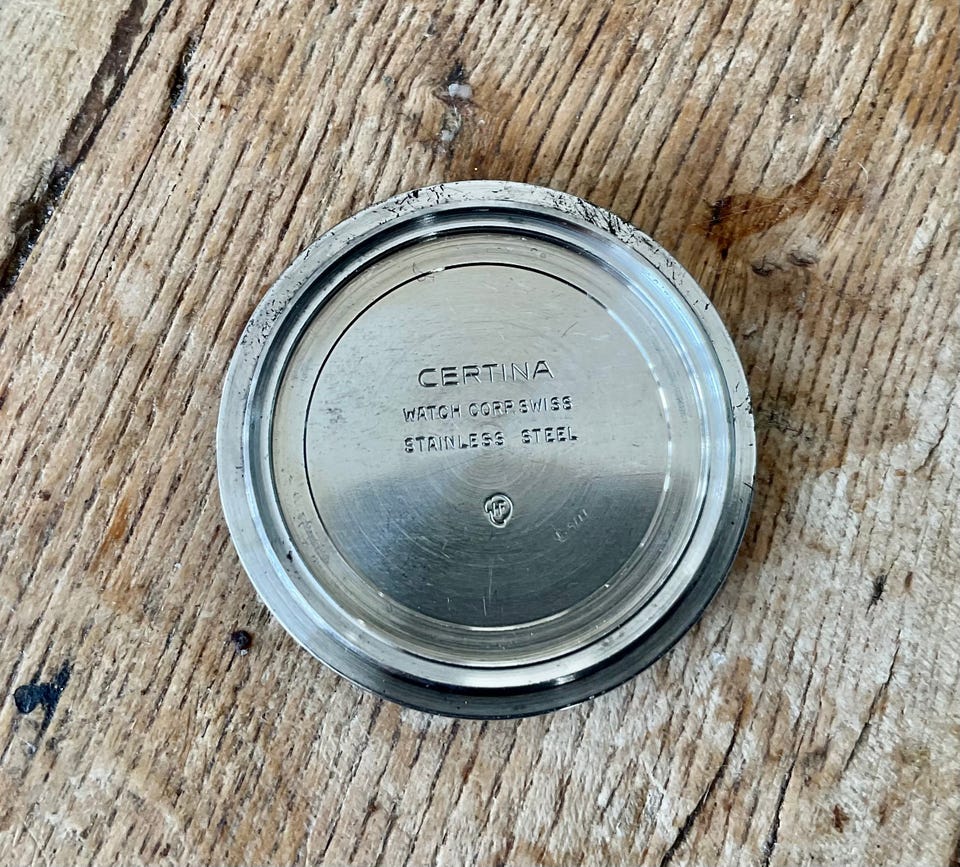 CERTINA
WATCH CORP. SWISS
STAINLESS STEEL